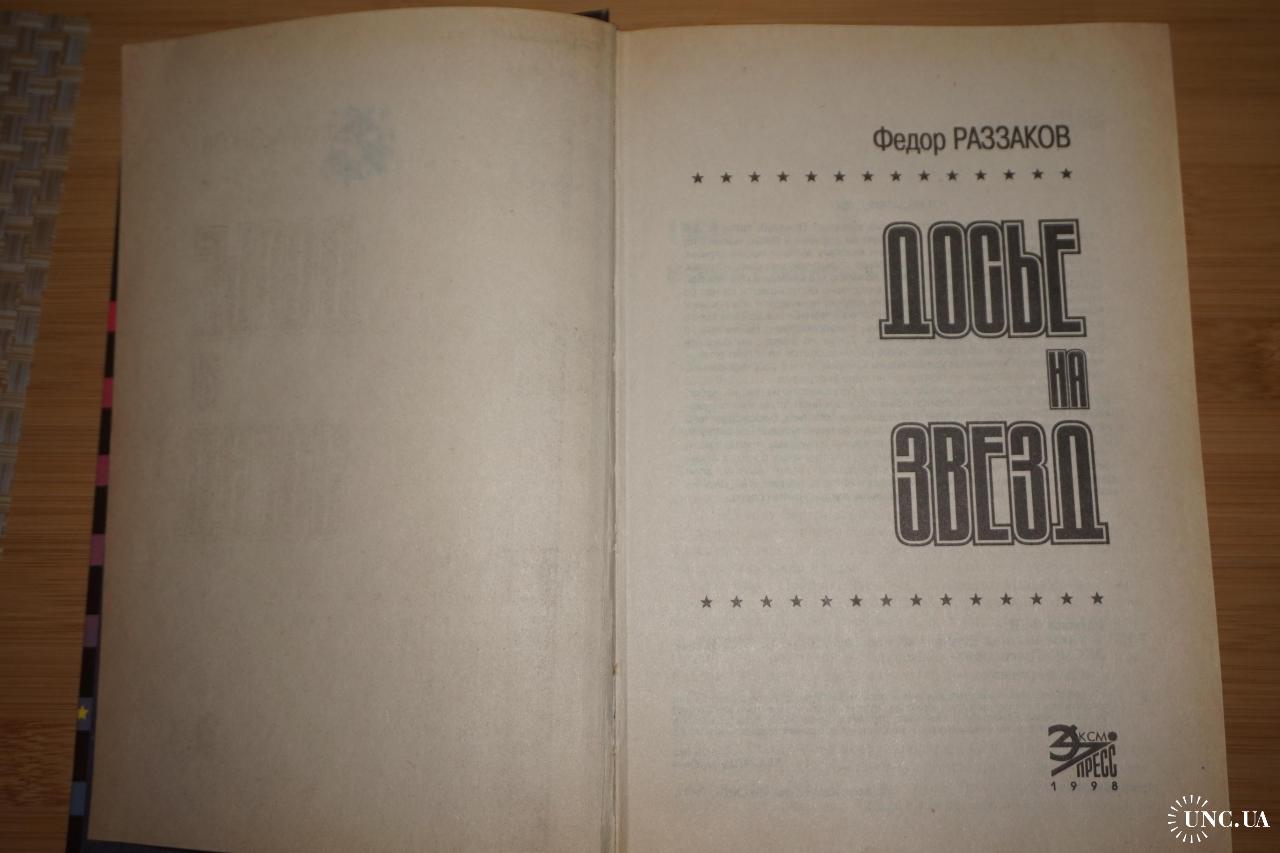 Федор РАЗЗАКОВ
ДОСЬЕ
НА
ЗВЕЗД
ЭКСМО
ПРЕСС
1998
UNC.UA